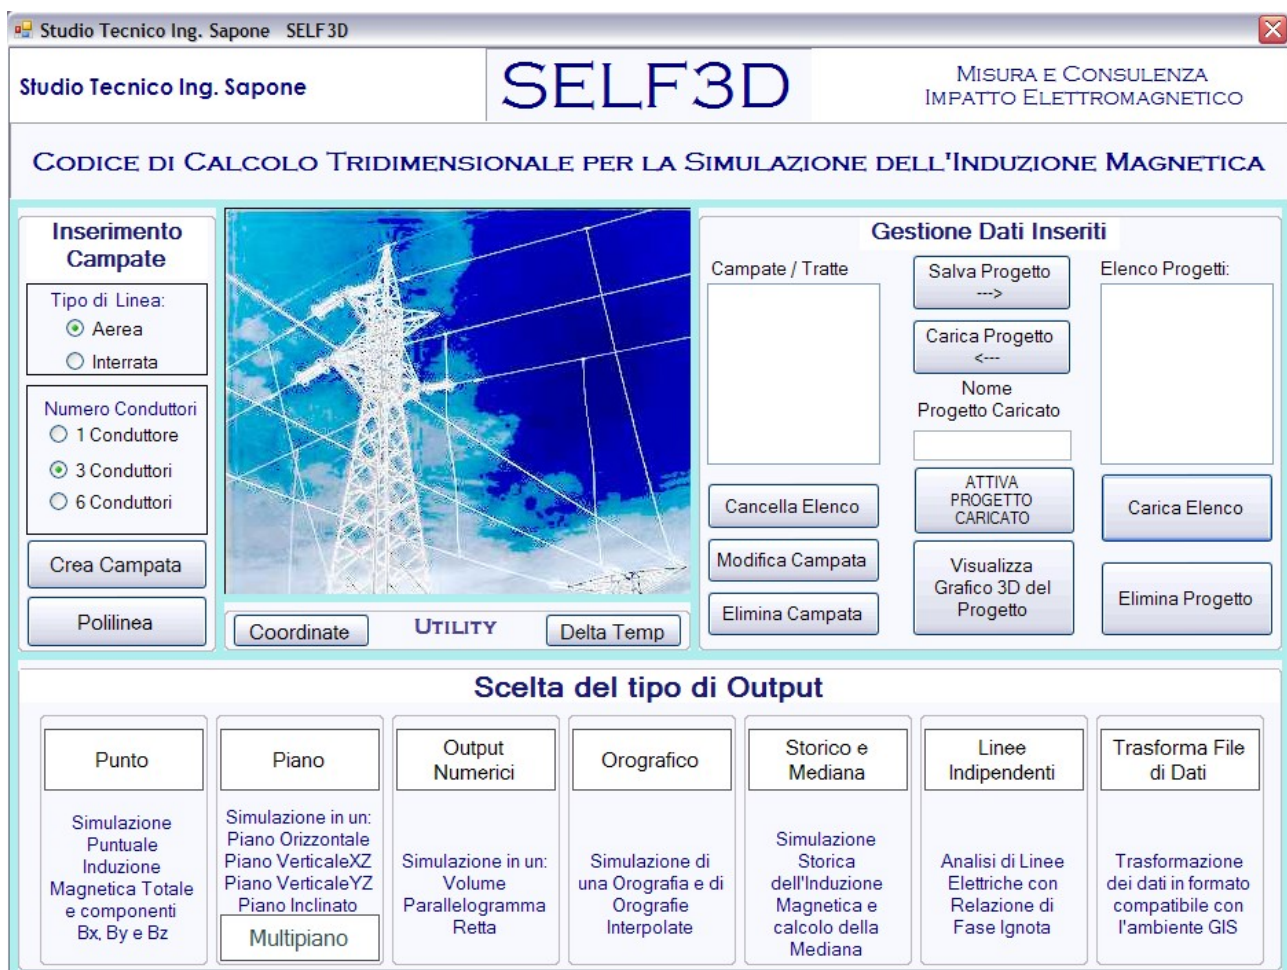 Studio Tecnico Ing. Sapone   SELF3D
Studio Tecnico Ing. Sapone
SELF3D
MISURA E CONSULENZA
IMPATTO ELETTROMAGNETICO
CODICE DI CALCOLO TRIDIMENSIONALE PER LA SIMULAZIONE DELL'INDUZIONE MAGNETICA
Inserimento
Campate
Tipo di Linea:
Aerea
Interrata
Numero Conduttori
1 Conduttore
3 Conduttori
6 Conduttori
Crea Campata
Polilinea
Coordinate
UTILITY
Delta Temp
Gestione Dati Inseriti
Campate / Tratte
Cancella Elenco
Modifica Campata
Elimina Campata
Salva Progetto
--->
Carica Progetto
<---
Nome
Progetto Caricato
ATTIVA
PROGETTO
CARICATO
Visualizza
Grafico 3D del
Progetto
Elenco Progetti:
Carica Elenco
Elimina Progetto
Scelta del tipo di Output
Punto
Simulazione
Puntuale
Induzione
Magnetica Totale
e componenti
Bx, By e Bz
Piano
Simulazione in un:
Piano Orizzontale
Piano VerticaleXZ
Piano VerticaleYZ
Piano Inclinato
Multipiano
Output
Numerici
Simulazione in un:
Volume
Parallelogramma
Retta
Orografico
Simulazione di
una Orografia e di
Orografie
Interpolate
Storico e
Mediana
Simulazione
Storica
dell'Induzione
Magnetica e
calcolo della
Mediana
Linee
Indipendenti
Analisi di Linee
Elettriche con
Relazione di
Fase Ignota
Trasforma File
di Dati
Trasformazione
dei dati in formato
compatibile con
l'ambiente GIS